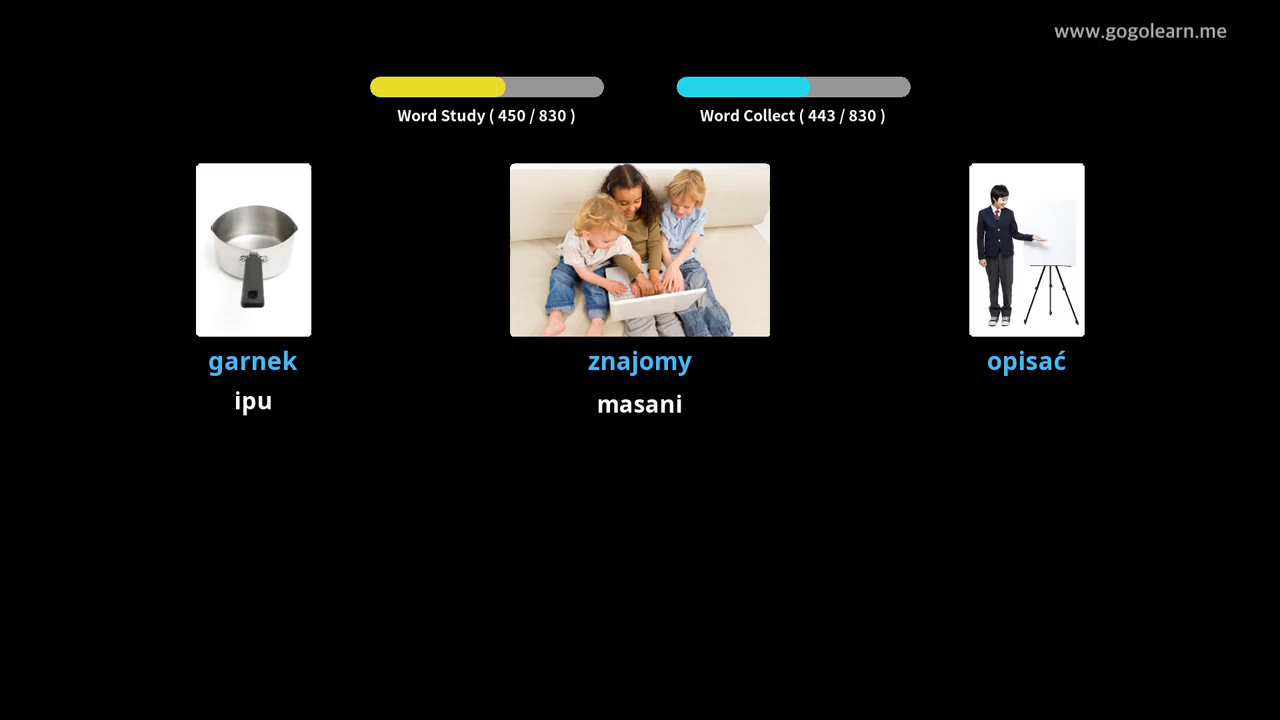 www.gogolearn.me
Word Study ( 450 / 830 )
Word Collect ( 443 / 830 )
garnek
znajomy
opisać
ipu
masani